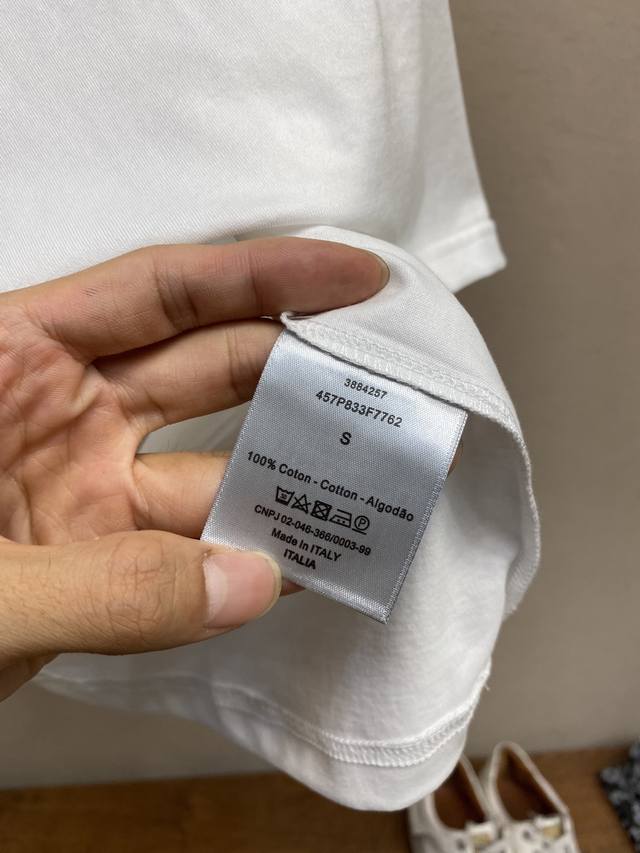 3884257
457P833F7762
S
100% Coton - Cotton - Algodão
P
CNPJ 02-046-366/0003-99
Made in ITALY
ITALIA